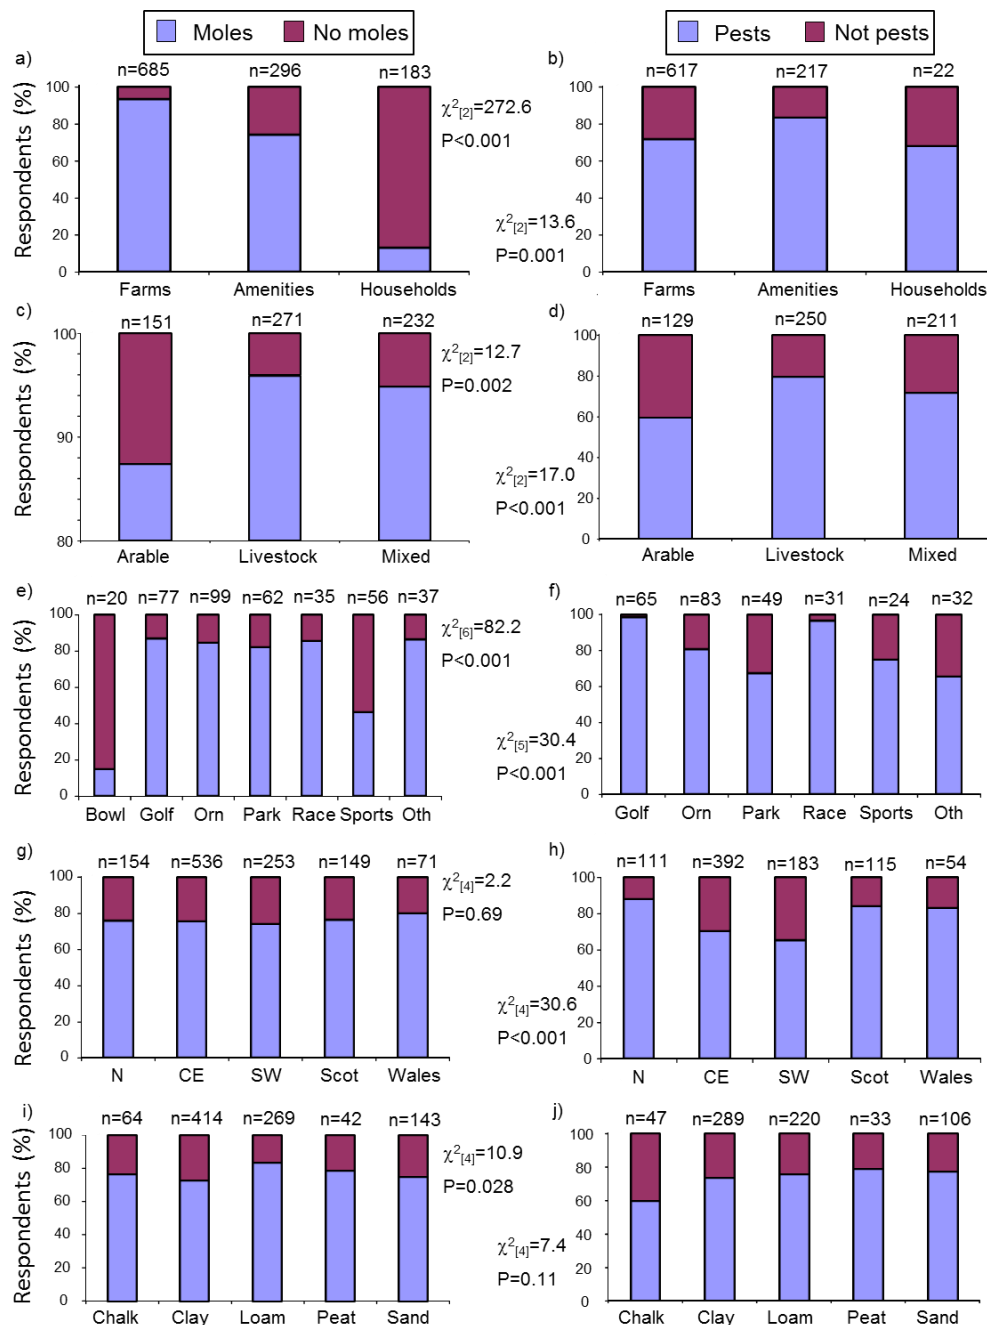 Moles No moles
Pests Not pests
a)
n=685 n=296 n=183
Respondents (%)
100
80
60
40
20
0
Farms Amenities Households
χ²[2]=272.6
P<0.001
b)
n=617 n=217 n=22
100
80
60
40
20
0
Farms Amenities Households
χ²[2]=13.6
P=0.001
c)
n=151 n=271 n=232
Respondents (%)
100
90
80
Arable Livestock Mixed
χ²[2]=12.7
P=0.002
d)
n=129 n=250 n=211
100
80
60
40
20
0
Arable Livestock Mixed
χ²[2]=17.0
P<0.001
e)
n=20 n=77 n=99 n=62 n=35 n=56 n=37
Respondents (%)
100
80
60
40
20
0
Bowl Golf Orn Park Race Sports Oth
χ²[6]=82.2
P<0.001
f)
n=65 n=83 n=49 n=31 n=24 n=32
100
80
60
40
20
0
Golf Orn Park Race Sports Oth
χ²[5]=30.4
P<0.001
g)
n=154 n=536 n=253 n=149 n=71
Respondents (%)
100
80
60
40
20
0
N CE SW Scot Wales
χ²[4]=2.2
P=0.69
h)
n=111 n=392 n=183 n=115 n=54
100
80
60
40
20
0
N CE SW Scot Wales
χ²[4]=30.6
P<0.001
i)
n=64 n=414 n=269 n=42 n=143
Respondents (%)
100
80
60
40
20
0
Chalk Clay Loam Peat Sand
χ²[4]=10.9
P=0.028
j)
n=47 n=289 n=220 n=33 n=106
100
80
60
40
20
0
Chalk Clay Loam Peat Sand
χ²[4]=7.4
P=0.11